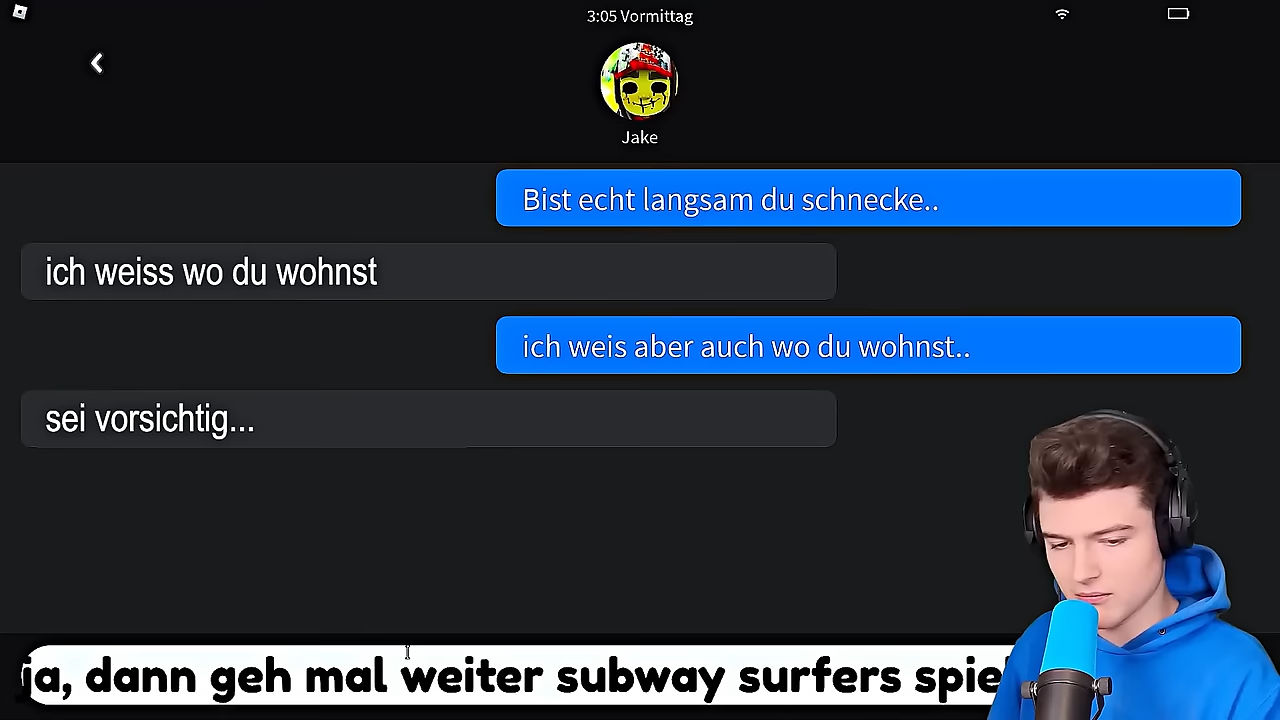 3:05 Vormittag
Jake
Bist echt langsam du schnecke..
ich weiss wo du wohnst
ich weis aber auch wo du wohnst..
sei vorsichtig...
ja, dann geh mal weiter subway surfers spie